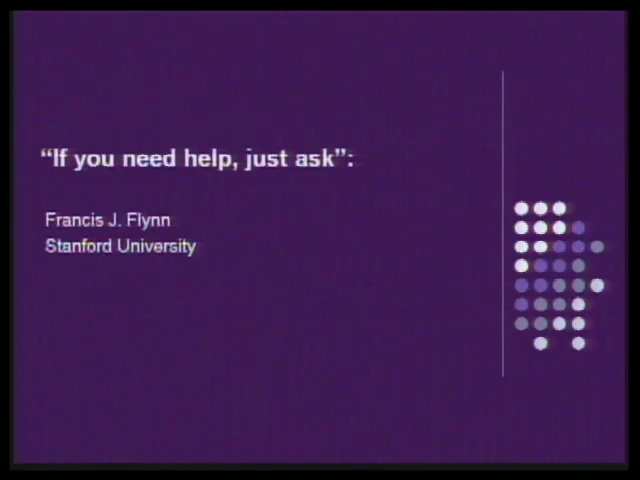 “If you need help, just ask”:
Francis J. Flynn
Stanford University